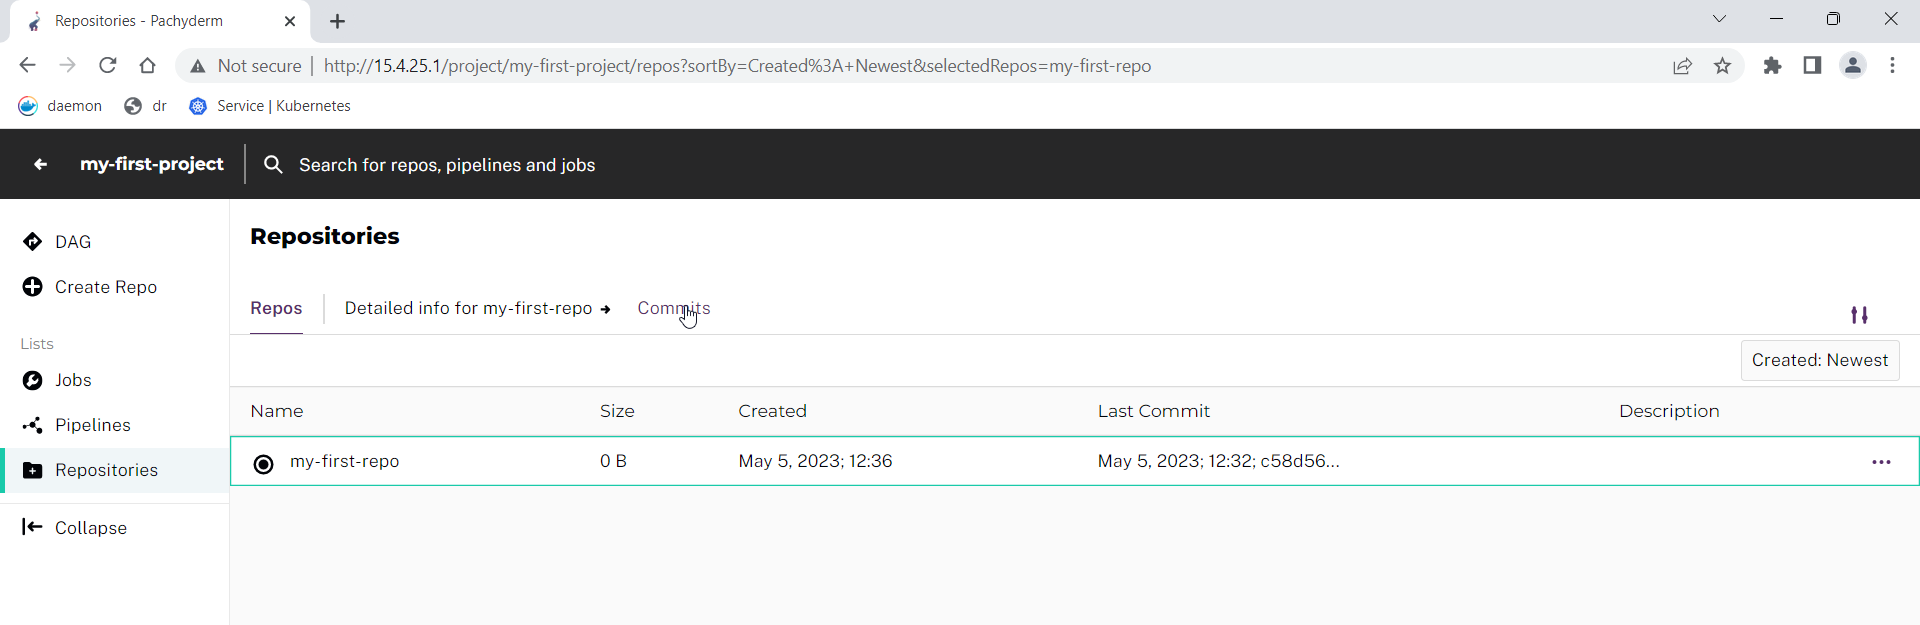 Repositories - Pachyderm
Not secure | http://15.4.25.1/project/my-first-project/repos?sortBy=Created%3A+Newest&selectedRepos=my-first-repo
daemon dr Service | Kubernetes
my-first-project Search for repos, pipelines and jobs
DAG
Create Repo
Lists
Jobs
Pipelines
Repositories
Collapse
Repositories
Repos Detailed info for my-first-repo → Commits
Created: Newest
Name Size Created Last Commit Description
my-first-repo 0 B May 5, 2023; 12:36 May 5, 2023; 12:32; c58d56...